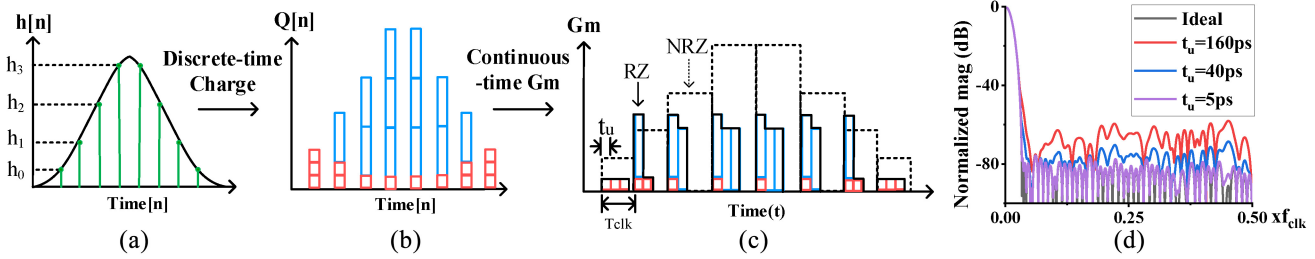 h[n]
h₃
h₂
h₁
h₀
Time[n]
(a)
Discrete-time
Charge
Q[n]
Time[n]
(b)
Continuous
-time Gm
Gm
NRZ
RZ
tᵤ
Tclk
Time(t)
(c)
Normalized mag (dB)
0
-40
-80
0.00
0.25
0.50
xf_clk
Ideal
tᵤ=160ps
tᵤ=40ps
tᵤ=5ps
(d)